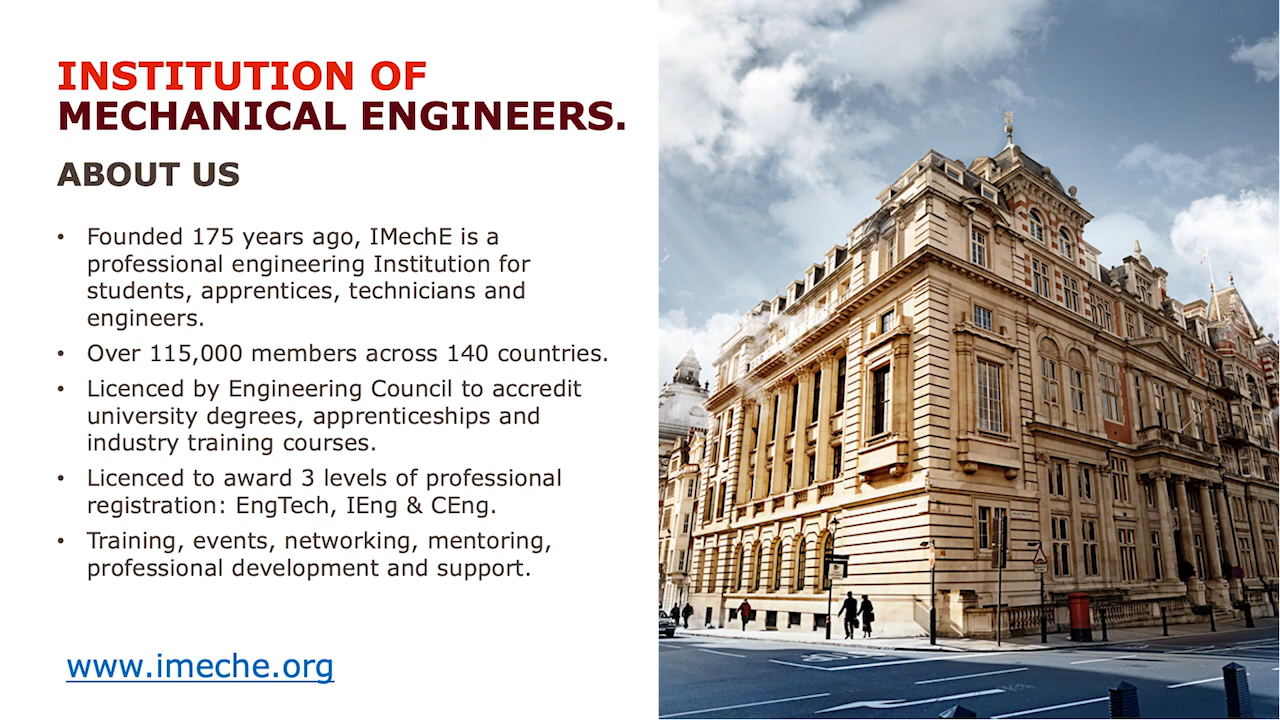 INSTITUTION OF
MECHANICAL ENGINEERS.
ABOUT US
• Founded 175 years ago, IMechE is a
professional engineering Institution for
students, apprentices, technicians and
engineers.
• Over 115,000 members across 140 countries.
• Licenced by Engineering Council to accredit
university degrees, apprenticeships and
industry training courses.
• Licenced to award 3 levels of professional
registration: EngTech, IEng & CEng.
• Training, events, networking, mentoring,
professional development and support.
www.imeche.org